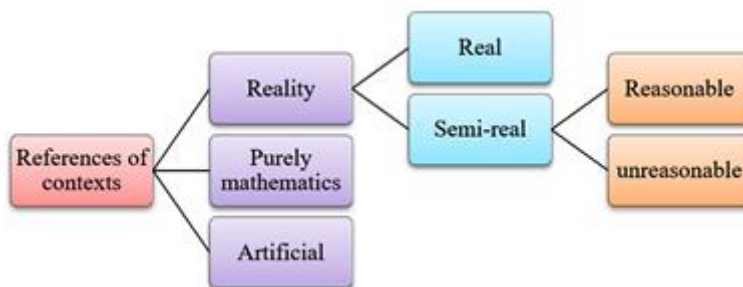 References of
contexts
Reality
Purely
mathematics
Artificial
Real
Semi-real
Reasonable
unreasonable